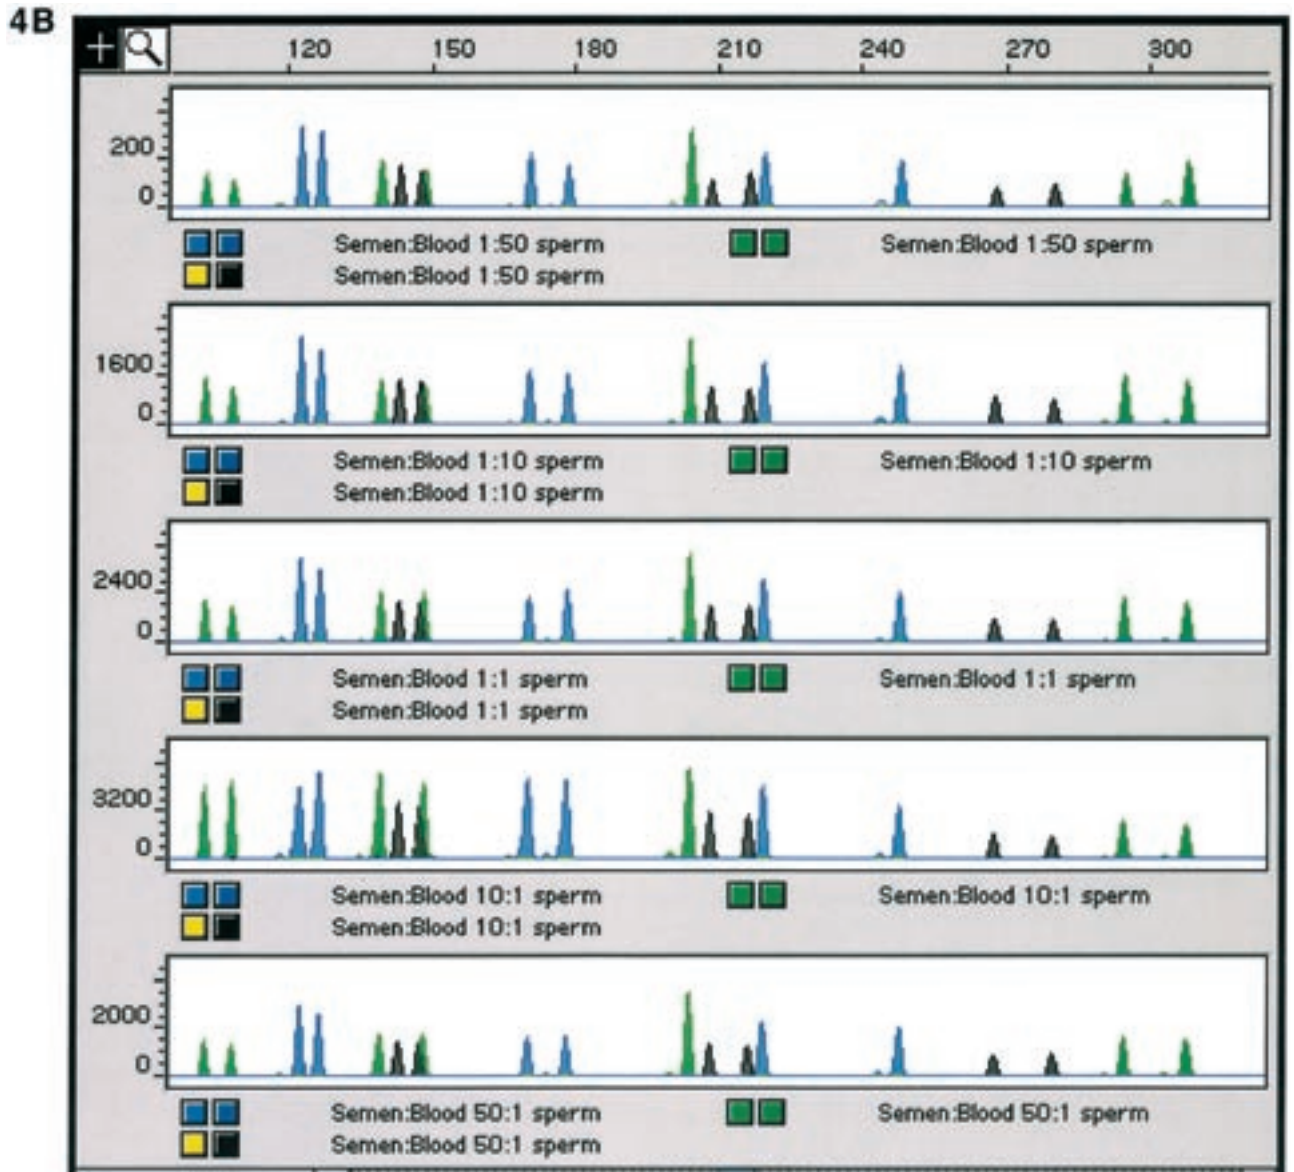 4B
120 150 180 210 240 270 300
200
0
Semen:Blood 1:50 sperm Semen:Blood 1:50 sperm
Semen:Blood 1:50 sperm
1600
0
Semen:Blood 1:10 sperm Semen:Blood 1:10 sperm
Semen:Blood 1:10 sperm
2400
0
Semen:Blood 1:1 sperm Semen:Blood 1:1 sperm
Semen:Blood 1:1 sperm
3200
0
Semen:Blood 10:1 sperm Semen:Blood 10:1 sperm
Semen:Blood 10:1 sperm
2000
0
Semen:Blood 50:1 sperm Semen:Blood 50:1 sperm
Semen:Blood 50:1 sperm